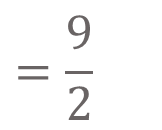 = 9/2